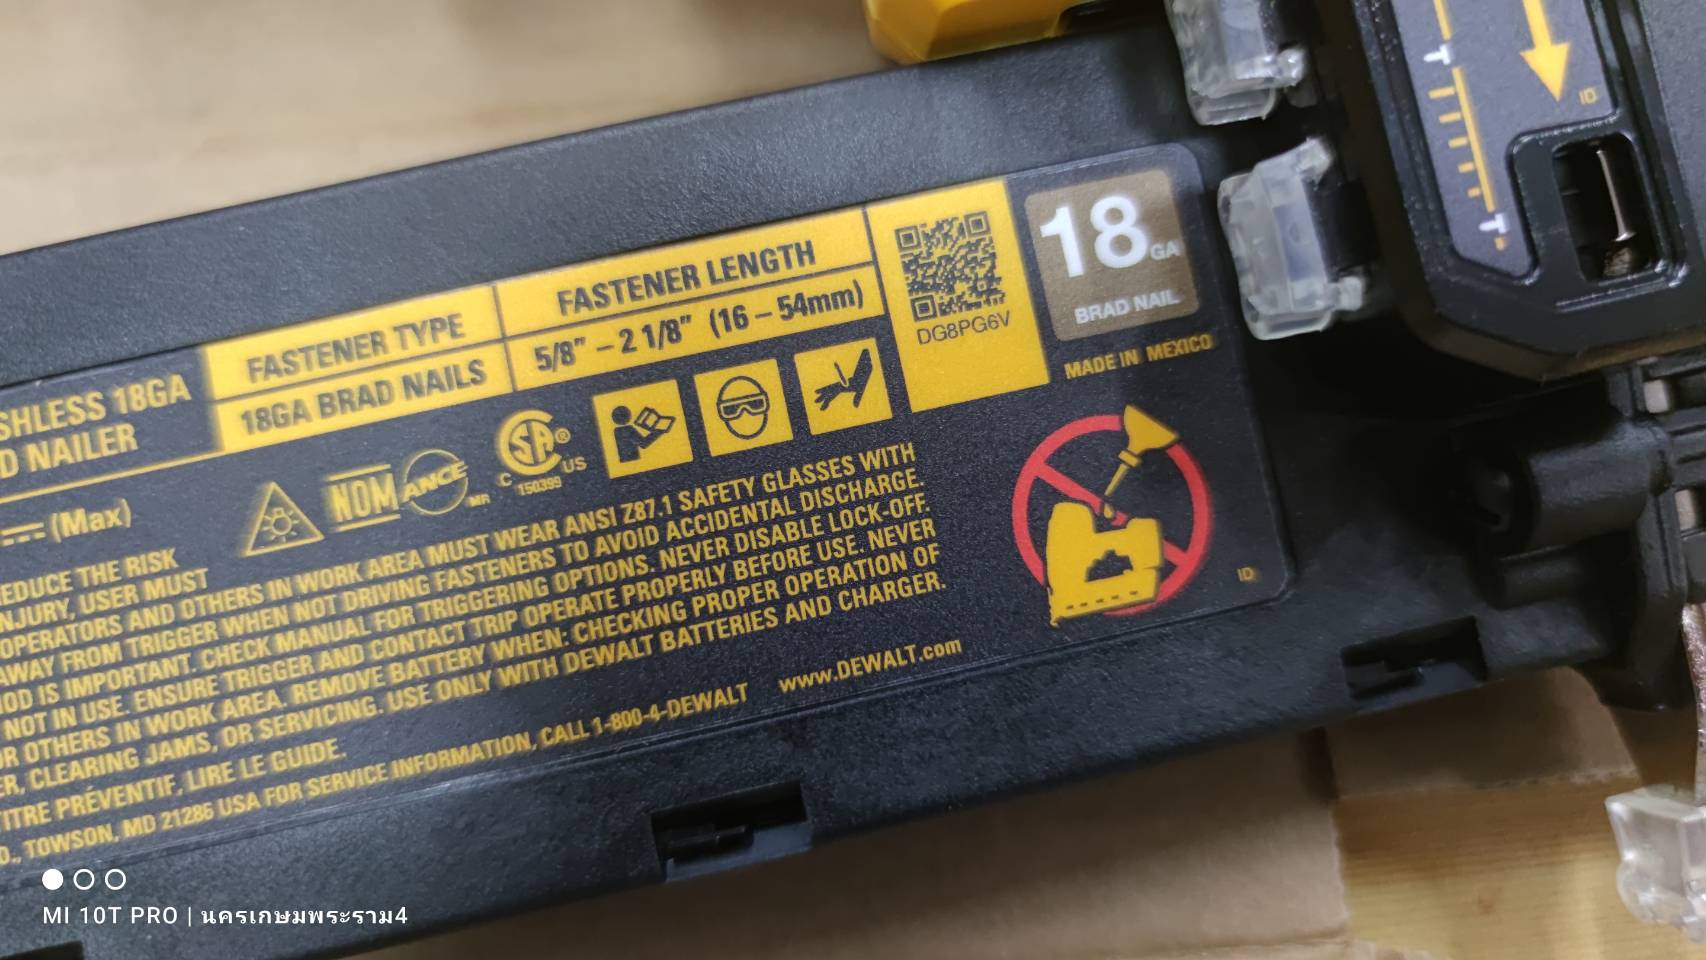 SHLESS 18GA
D NAILER
FASTENER TYPE
18GA BRAD NAILS
FASTENER LENGTH
5/8” – 2 1/8” (16 – 54mm)
DG8PG6V
18 GA
BRAD NAIL
MADE IN MEXICO
(Max)
NOM
ANCE
MR
SA®
C US
150399
EDUCE THE RISK
NJURY, USER MUST
OPERATORS AND OTHERS IN WORK AREA MUST WEAR ANSI Z87.1 SAFETY GLASSES WITH
AWAY FROM TRIGGER WHEN NOT DRIVING FASTENERS TO AVOID ACCIDENTAL DISCHARGE.
OD IS IMPORTANT. CHECK MANUAL FOR TRIGGERING OPTIONS. NEVER DISABLE LOCK-OFF.
NOT IN USE. ENSURE TRIGGER AND CONTACT TRIP OPERATE PROPERLY BEFORE USE. NEVER
R OTHERS IN WORK AREA. REMOVE BATTERY WHEN: CHECKING PROPER OPERATION OF
ER, CLEARING JAMS, OR SERVICING. USE ONLY WITH DEWALT BATTERIES AND CHARGER.
TITRE PRÉVENTIF, LIRE LE GUIDE.
D., TOWSON, MD 21286 USA FOR SERVICE INFORMATION, CALL 1-800-4-DEWALT www.DEWALT.com
ID
T
T
ID
MI 10T PRO | นครเกษมพระราม4